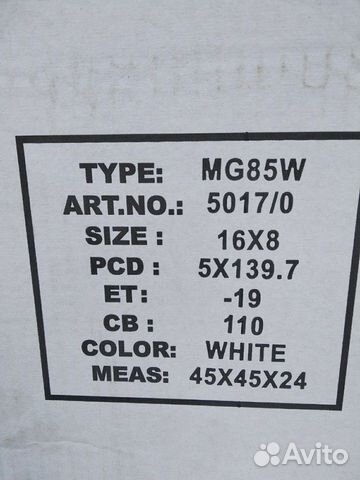 TYPE: MG85W
ART.NO.: 5017/0
SIZE : 16X8
PCD : 5X139.7
ET: -19
CB : 110
COLOR: WHITE
MEAS: 45X45X24
Avito